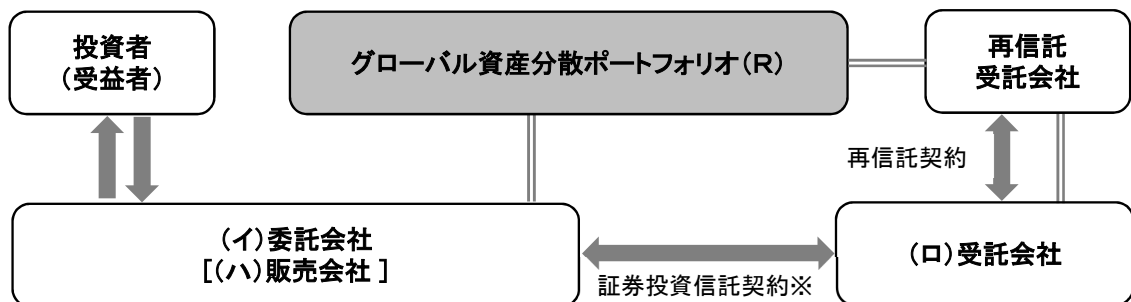 投資者
(受益者)
グローバル資産分散ポートフォリオ(R)
再信託
受託会社
再信託契約
(イ)委託会社
[(ハ)販売会社 ]
証券投資信託契約※
(ロ)受託会社